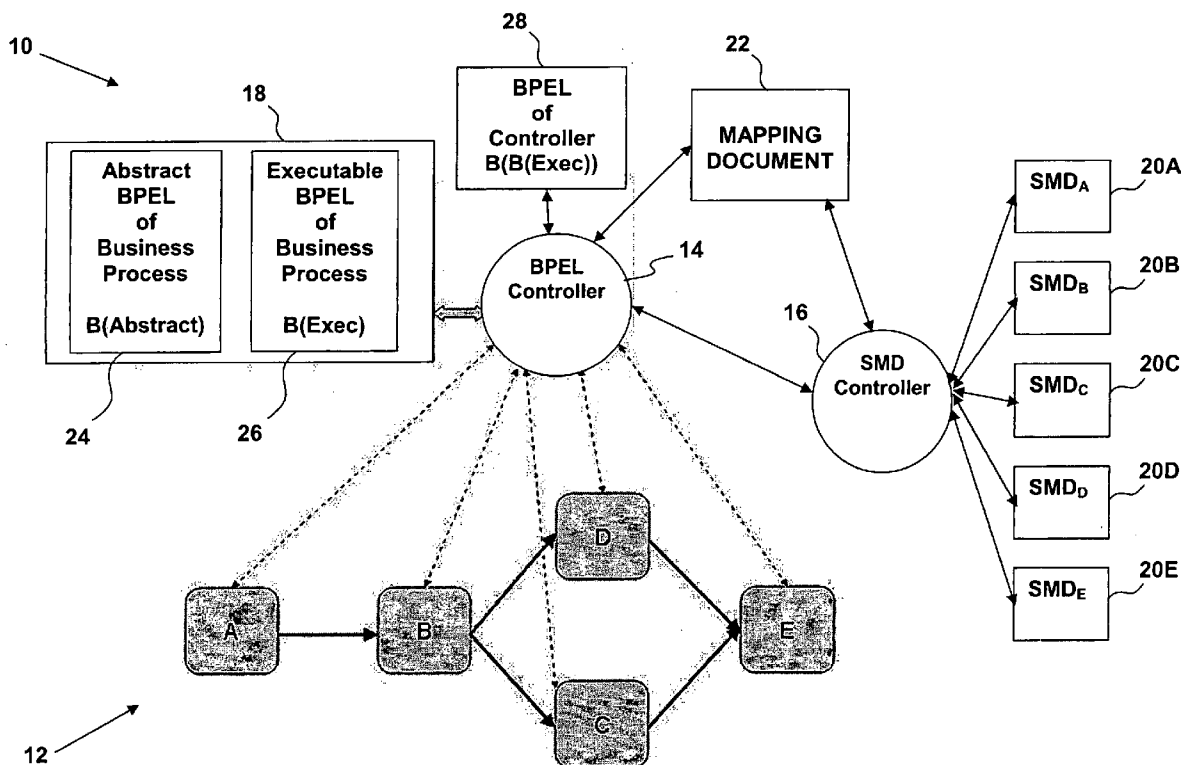 10
28
BPEL
of
Controller
B(B(Exec))
22
MAPPING
DOCUMENT
18
Abstract
BPEL
of
Business
Process
B(Abstract)
Executable
BPEL
of
Business
Process
B(Exec)
24
26
BPEL
Controller
14
16
SMD
Controller
SMDA
20A
SMDB
20B
SMDC
20C
SMDD
20D
SMDE
20E
A
B
D
C
E
12